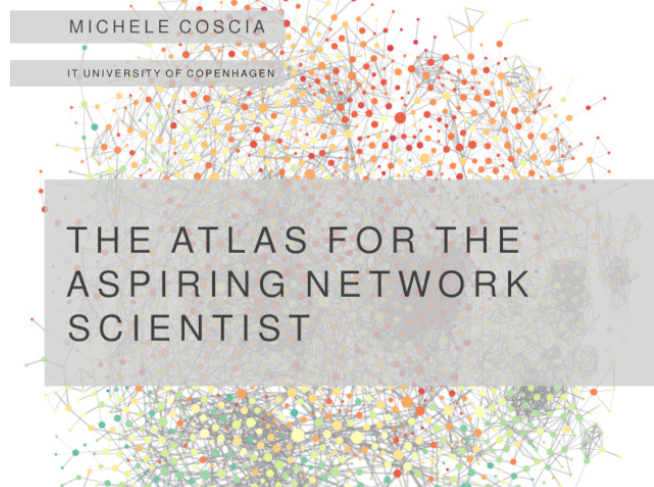 MICHELE COSCIA
IT UNIVERSITY OF COPENHAGEN
THE ATLAS FOR THE
ASPIRING NETWORK
SCIENTIST